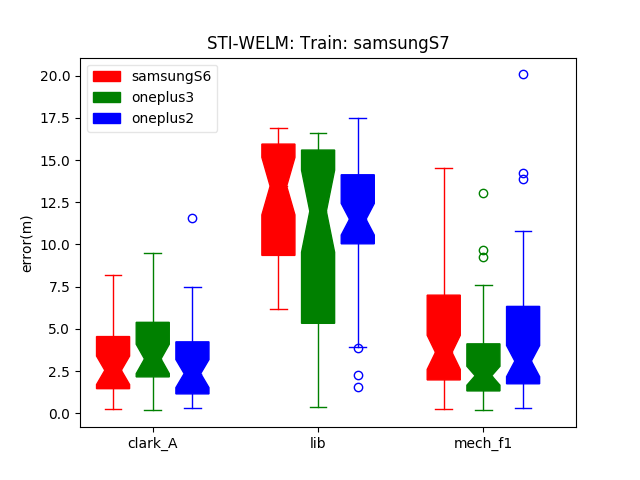 STI-WELM: Train: samsungS7
samsungS6
oneplus3
oneplus2
error(m)
20.0
17.5
15.0
12.5
10.0
7.5
5.0
2.5
0.0
clark_A
lib
mech_f1